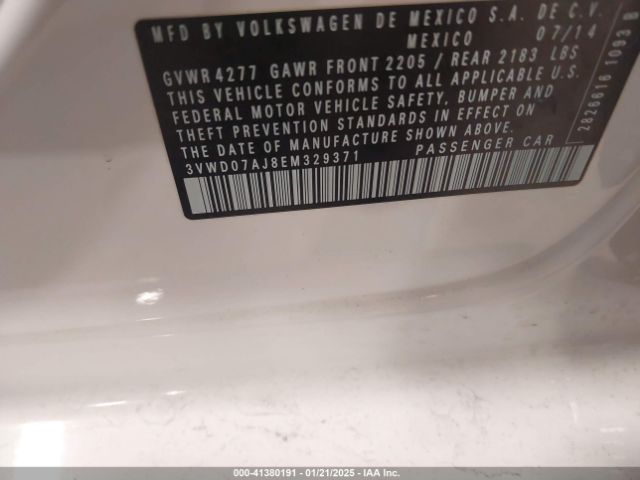 MFD BY VOLKSWAGEN DE MEXICO S.A. DE C.V.
MEXICO 07/14
GVWR 4277 GAWR FRONT 2205 / REAR 2183 LBS
THIS VEHICLE CONFORMS TO ALL APPLICABLE U.S.
FEDERAL MOTOR VEHICLE SAFETY, BUMPER AND
THEFT PREVENTION STANDARDS IN EFFECT ON
THE DATE OF MANUFACTURE SHOWN ABOVE.
3VWD07AJ8EM329371 PASSENGER CAR
2826616 1093
000-41380191 - 01/21/2025 - IAA Inc.